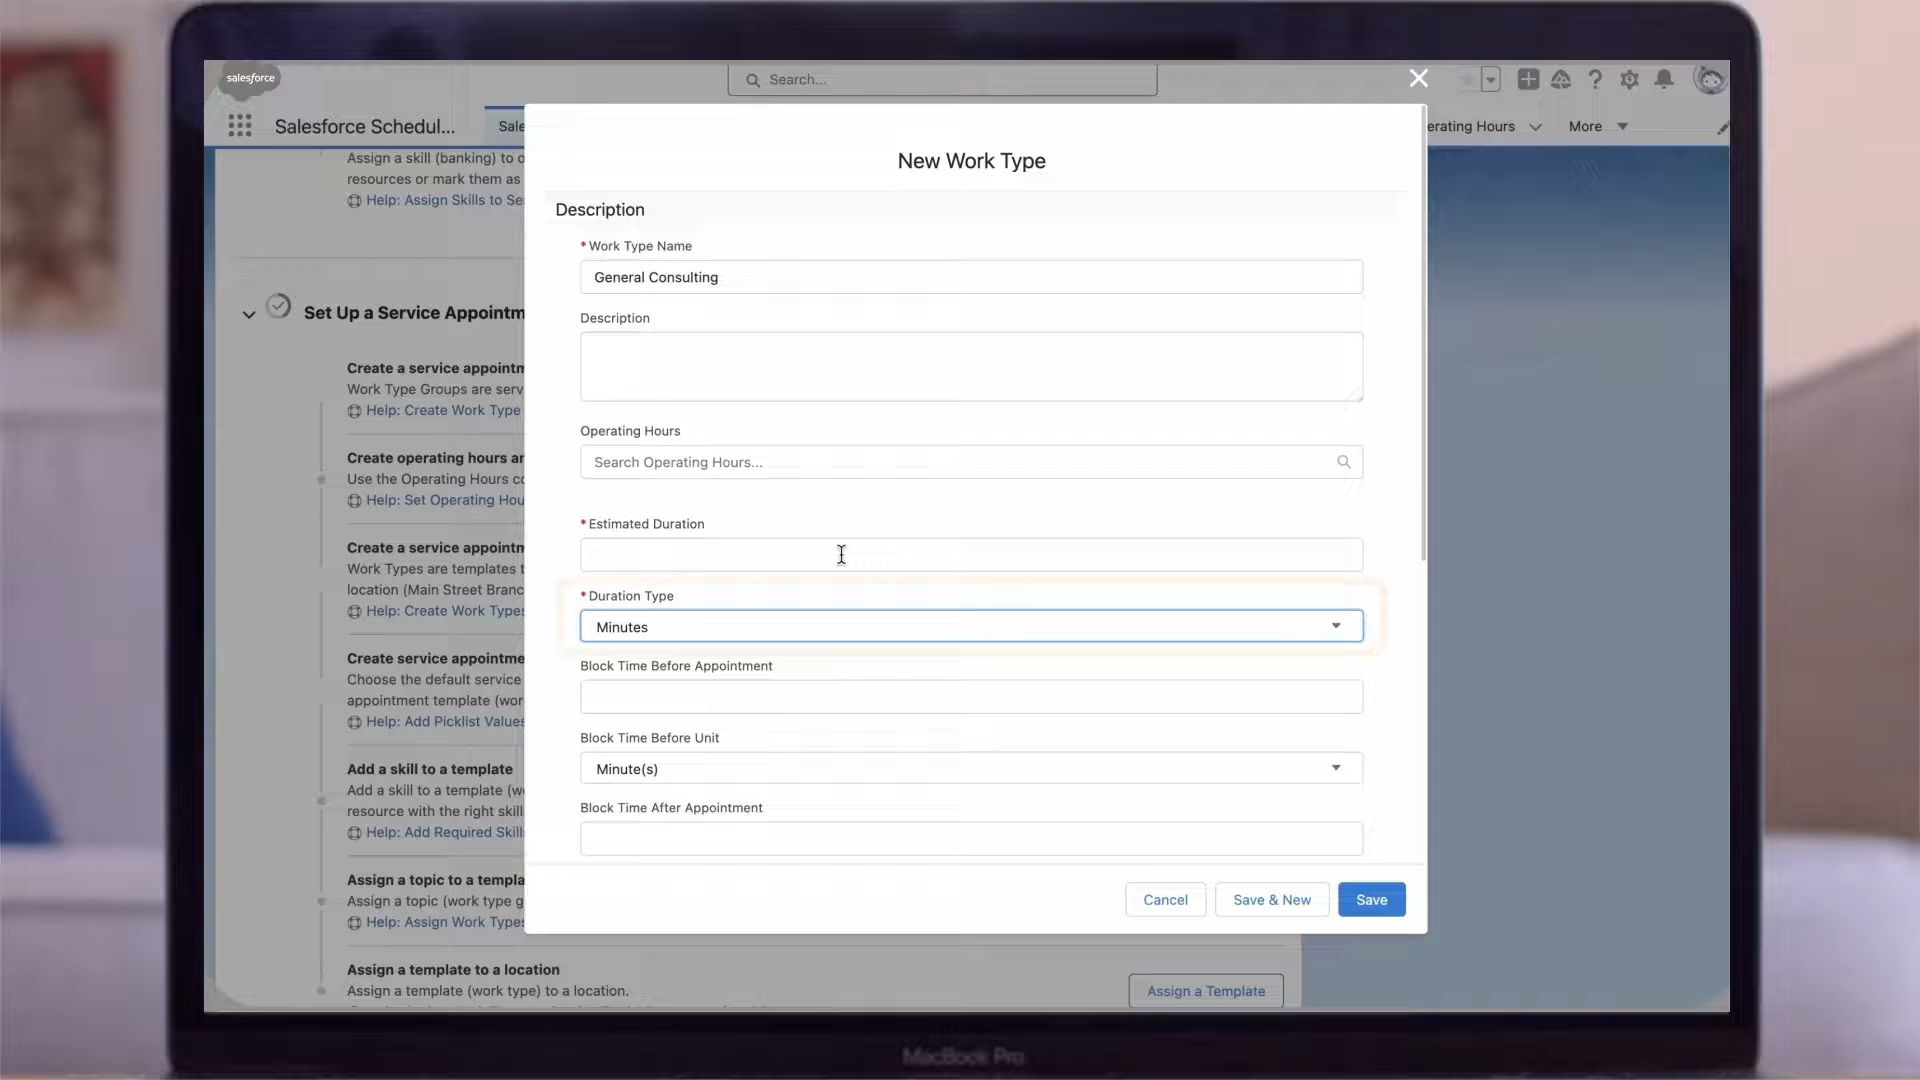 salesforce
Search...
Salesforce Schedul...
Sale
erating Hours
More
Assign a skill (banking) to o
resources or mark them as
Help: Assign Skills to Se
Set Up a Service Appointm
Create a service appointm
Work Type Groups are serv
Help: Create Work Type
Create operating hours an
Use the Operating Hours co
Help: Set Operating Hou
Create a service appointm
Work Types are templates t
location (Main Street Branc
Help: Create Work Types
Create service appointme
Choose the default service
appointment template (wor
Help: Add Picklist Values
Add a skill to a template
Add a skill to a template (w
resource with the right skill
Help: Add Required Skill
Assign a topic to a templa
Assign a topic (work type g
Help: Assign Work Types
Assign a template to a location
Assign a template (work type) to a location.
Assign a Template
New Work Type
Description
* Work Type Name
General Consulting
Description
Operating Hours
Search Operating Hours...
* Estimated Duration
* Duration Type
Minutes
Block Time Before Appointment
Block Time Before Unit
Minute(s)
Block Time After Appointment
Cancel
Save & New
Save
MacBook Pro